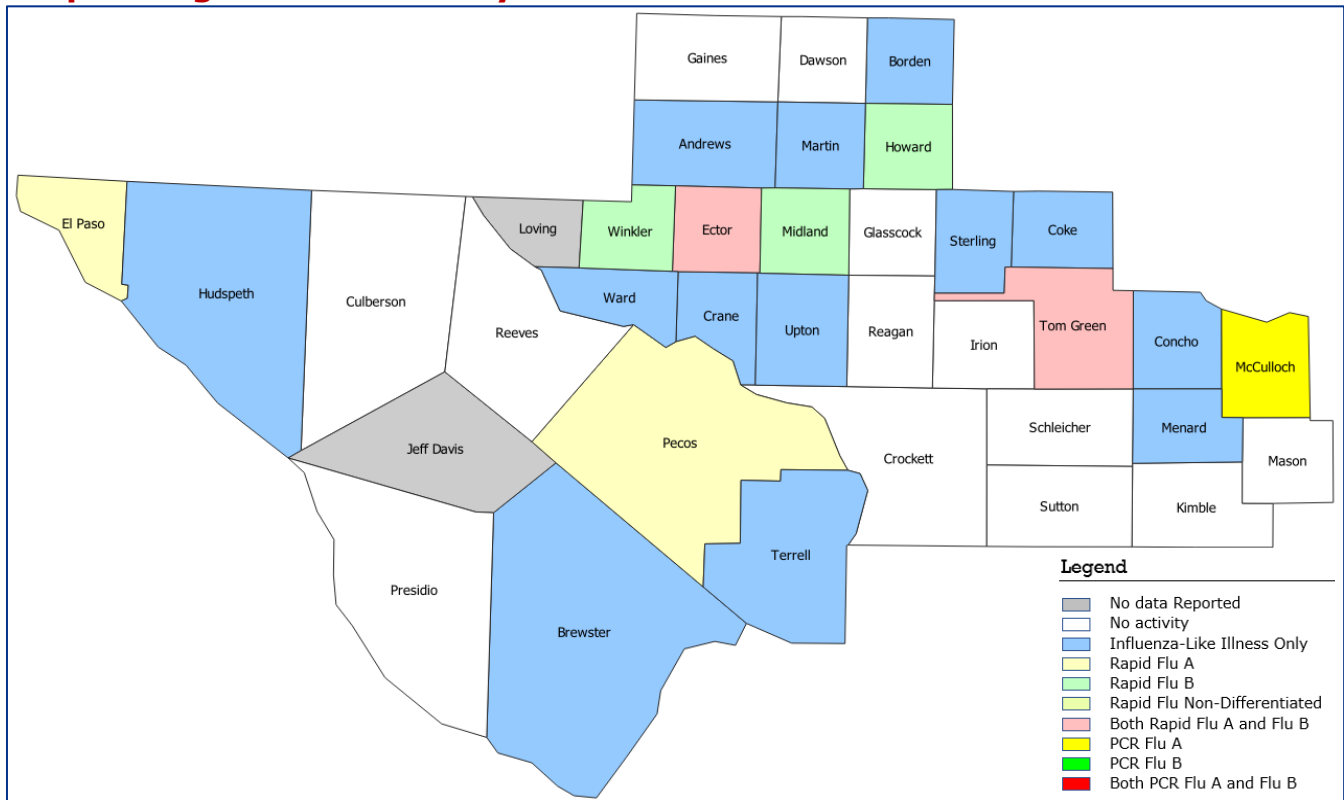 Gaines
Dawson
Borden
Andrews
Martin
Howard
El Paso
Hudspeth
Culberson
Reeves
Loving
Winkler
Ector
Midland
Glasscock
Sterling
Coke
Ward
Crane
Upton
Reagan
Irion
Tom Green
Concho
McCulloch
Jeff Davis
Pecos
Crockett
Schleicher
Menard
Mason
Sutton
Kimble
Terrell
Presidio
Brewster
Legend
No data Reported
No activity
Influenza-Like Illness Only
Rapid Flu A
Rapid Flu B
Rapid Flu Non-Differentiated
Both Rapid Flu A and Flu B
PCR Flu A
PCR Flu B
Both PCR Flu A and Flu B